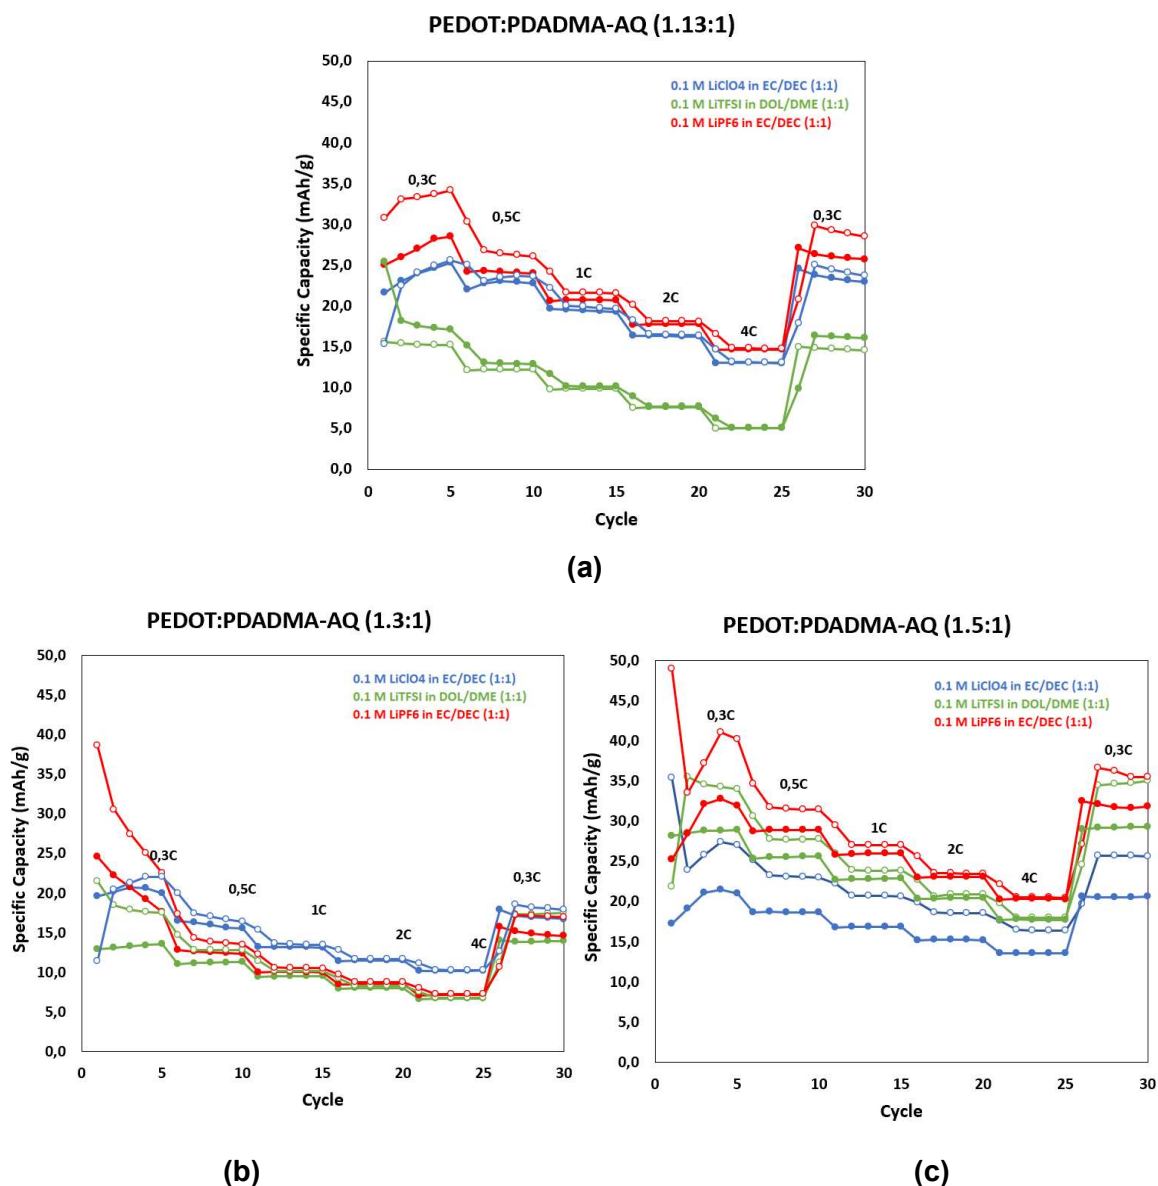 PEDOT:PDADMA-AQ (1.13:1)
50,0
45,0
40,0
35,0
30,0
25,0
20,0
15,0
10,0
5,0
0,0
Specific Capacity (mAh/g)
0.1 M LiClO4 in EC/DEC (1:1)
0.1 M LiTFSI in DOL/DME (1:1)
0.1 M LiPF6 in EC/DEC (1:1)
0,3C
0,5C
1C
2C
4C
0,3C
0 5 10 15 20 25 30
Cycle
(a)
PEDOT:PDADMA-AQ (1.3:1)
50,0
45,0
40,0
35,0
30,0
25,0
20,0
15,0
10,0
5,0
0,0
Specific Capacity (mAh/g)
0.1 M LiClO4 in EC/DEC (1:1)
0.1 M LiTFSI in DOL/DME (1:1)
0.1 M LiPF6 in EC/DEC (1:1)
0,3C
0,5C
1C
2C
4C
0,3C
0 5 10 15 20 25 30
Cycle
(b)
PEDOT:PDADMA-AQ (1.5:1)
50,0
45,0
40,0
35,0
30,0
25,0
20,0
15,0
10,0
5,0
0,0
Specific Capacity (mAh/g)
0.1 M LiClO4 in EC/DEC (1:1)
0.1 M LiTFSI in DOL/DME (1:1)
0.1 M LiPF6 in EC/DEC (1:1)
0,3C
0,5C
1C
2C
4C
0,3C
0 5 10 15 20 25 30
Cycle
(c)